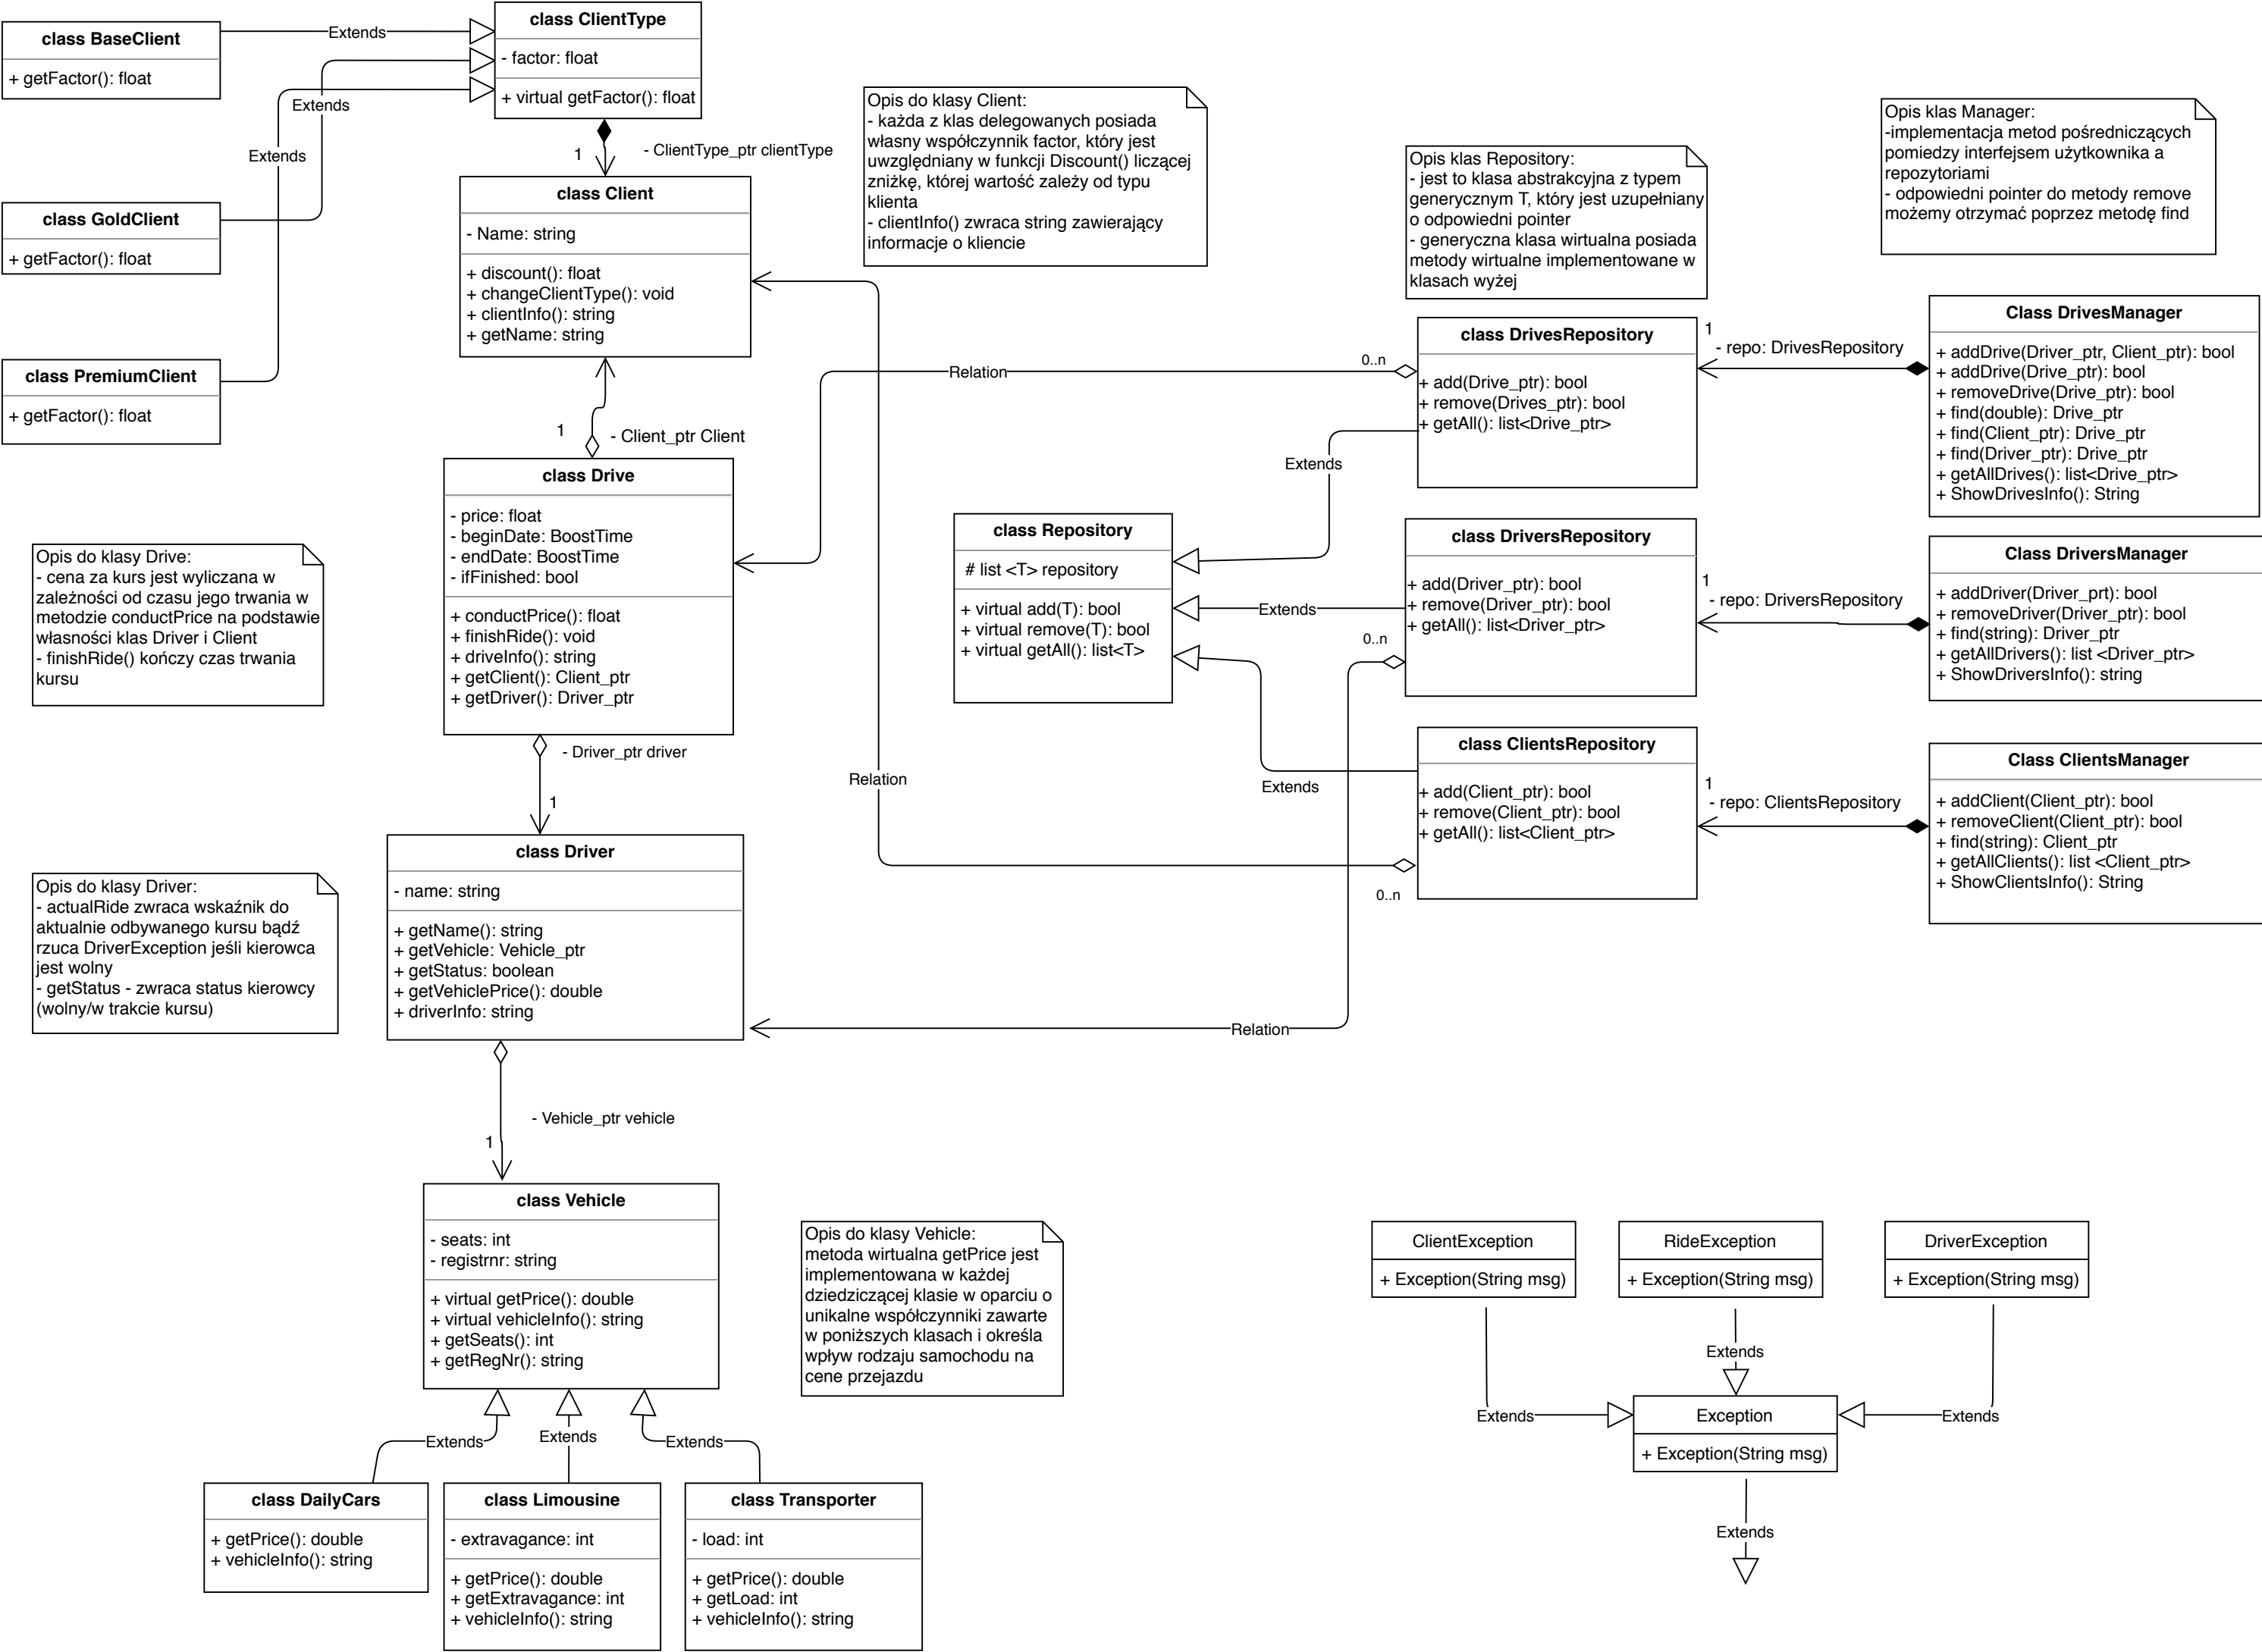 class BaseClient
+ getFactor(): float
class GoldClient
+ getFactor(): float
class PremiumClient
+ getFactor(): float
Extends
Extends
Extends
class ClientType
- factor: float
+ virtual getFactor(): float
1
- ClientType_ptr clientType
class Client
- Name: string
+ discount(): float
+ changeClientType(): void
+ clientInfo(): string
+ getName: string
1
- Client_ptr Client
class Drive
- price: float
- beginDate: BoostTime
- endDate: BoostTime
- ifFinished: bool
+ conductPrice(): float
+ finishRide(): void
+ driveInfo(): string
+ getClient(): Client_ptr
+ getDriver(): Driver_ptr
- Driver_ptr driver
1
class Driver
- name: string
+ getName(): string
+ getVehicle: Vehicle_ptr
+ getStatus: boolean
+ getVehiclePrice(): double
+ driverInfo: string
- Vehicle_ptr vehicle
1
class Vehicle
- seats: int
- registrnr: string
+ virtual getPrice(): double
+ virtual vehicleInfo(): string
+ getSeats(): int
+ getRegNr(): string
Extends
Extends
Extends
class DailyCars
+ getPrice(): double
+ vehicleInfo(): string
class Limousine
- extravagance: int
+ getPrice(): double
+ getExtravagance: int
+ vehicleInfo(): string
class Transporter
- load: int
+ getPrice(): double
+ getLoad: int
+ vehicleInfo(): string
Opis do klasy Drive:
- cena za kurs jest wyliczana w
zależności od czasu jego trwania w
metodzie conductPrice na podstawie
własności klas Driver i Client
- finishRide() kończy czas trwania
kursu
Opis do klasy Driver:
- actualRide zwraca wskaźnik do
aktualnie odbywanego kursu bądź
rzuca DriverException jeśli kierowca
jest wolny
- getStatus - zwraca status kierowcy
(wolny/w trakcie kursu)
Opis do klasy Client:
- każda z klas delegowanych posiada
własny współczynnik factor, który jest
uwzględniany w funkcji Discount() liczącej
zniżkę, której wartość zależy od typu
klienta
- clientInfo() zwraca string zawierający
informacje o kliencie
Opis do klasy Vehicle:
metoda wirtualna getPrice jest
implementowana w każdej
dziedziczącej klasie w oparciu o
unikalne współczynniki zawarte
w poniższych klasach i określa
wpływ rodzaju samochodu na
cene przejazdu
Opis klas Repository:
- jest to klasa abstrakcyjna z typem
generycznym T, który jest uzupełniany
o odpowiedni pointer
- generyczna klasa wirtualna posiada
metody wirtualne implementowane w
klasach wyżej
Opis klas Manager:
-implementacja metod pośredniczących
pomiedzy interfejsem użytkownika a
repozytoriami
- odpowiedni pointer do metody remove
możemy otrzymać poprzez metodę find
Relation
0..n
Relation
0..n
Relation
0..n
class Repository
# list <T> repository
+ virtual add(T): bool
+ virtual remove(T): bool
+ virtual getAll(): list<T>
Extends
Extends
Extends
class DrivesRepository
+ add(Drive_ptr): bool
+ remove(Drives_ptr): bool
+ getAll(): list<Drive_ptr>
class DriversRepository
+ add(Driver_ptr): bool
+ remove(Driver_ptr): bool
+ getAll(): list<Driver_ptr>
class ClientsRepository
+ add(Client_ptr): bool
+ remove(Client_ptr): bool
+ getAll(): list<Client_ptr>
1
- repo: DrivesRepository
1
- repo: DriversRepository
1
- repo: ClientsRepository
Class DrivesManager
+ addDrive(Driver_ptr, Client_ptr): bool
+ addDrive(Drive_ptr): bool
+ removeDrive(Drive_ptr): bool
+ find(double): Drive_ptr
+ find(Client_ptr): Drive_ptr
+ find(Driver_ptr): Drive_ptr
+ getAllDrives(): list<Drive_ptr>
+ ShowDrivesInfo(): String
Class DriversManager
+ addDriver(Driver_prt): bool
+ removeDriver(Driver_ptr): bool
+ find(string): Driver_ptr
+ getAllDrivers(): list <Driver_ptr>
+ ShowDriversInfo(): string
Class ClientsManager
+ addClient(Client_ptr): bool
+ removeClient(Client_ptr): bool
+ find(string): Client_ptr
+ getAllClients(): list <Client_ptr>
+ ShowClientsInfo(): String
ClientException
+ Exception(String msg)
RideException
+ Exception(String msg)
DriverException
+ Exception(String msg)
Extends
Extends
Extends
Exception
+ Exception(String msg)
Extends